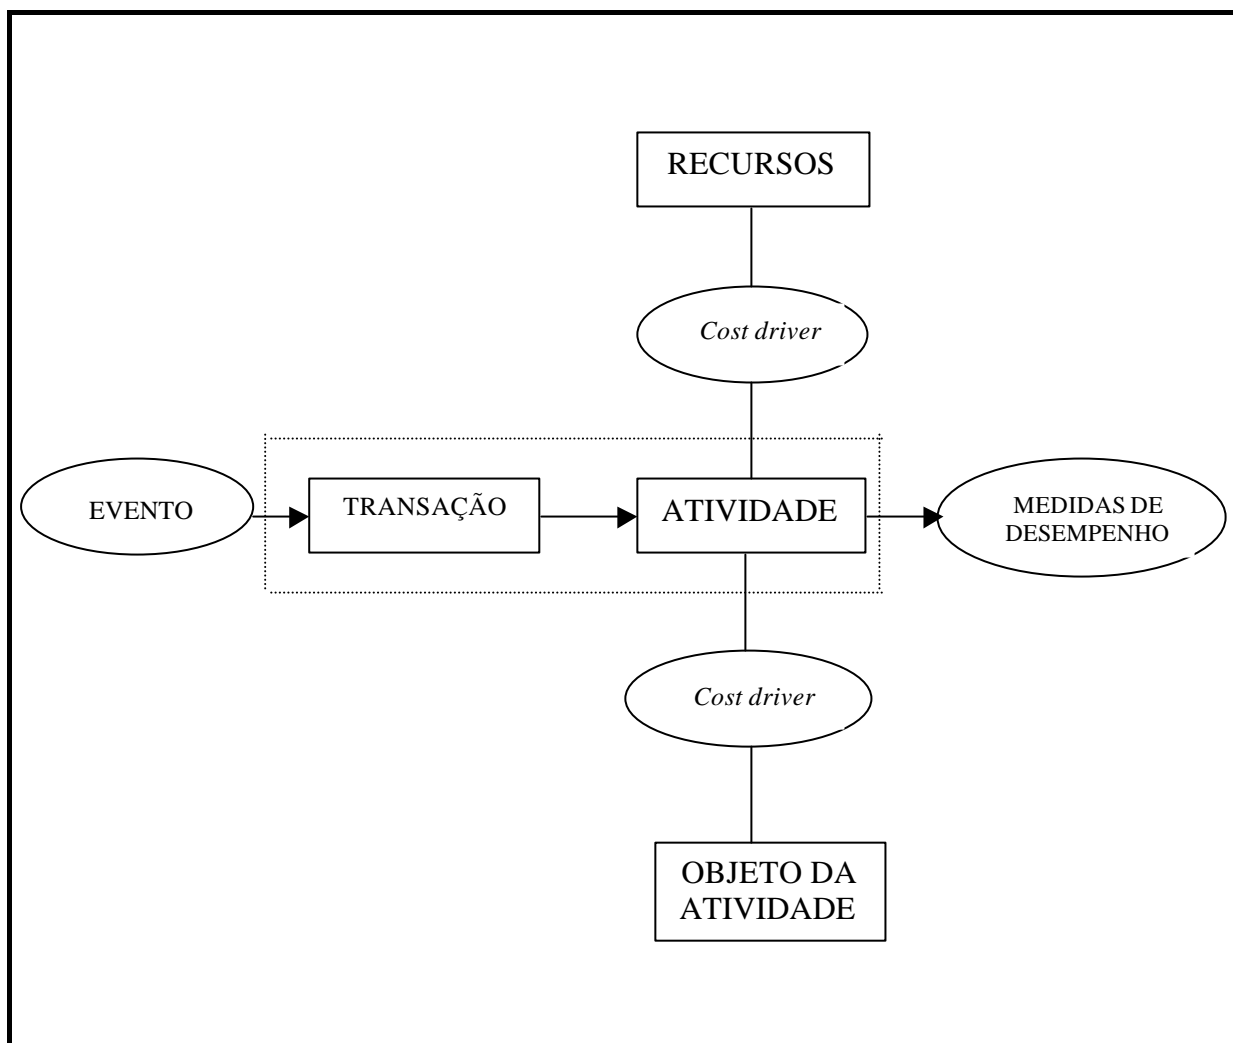 RECURSOS
Cost driver
EVENTO
TRANSAÇÃO
ATIVIDADE
MEDIDAS DE
DESEMPENHO
Cost driver
OBJETO DA
ATIVIDADE